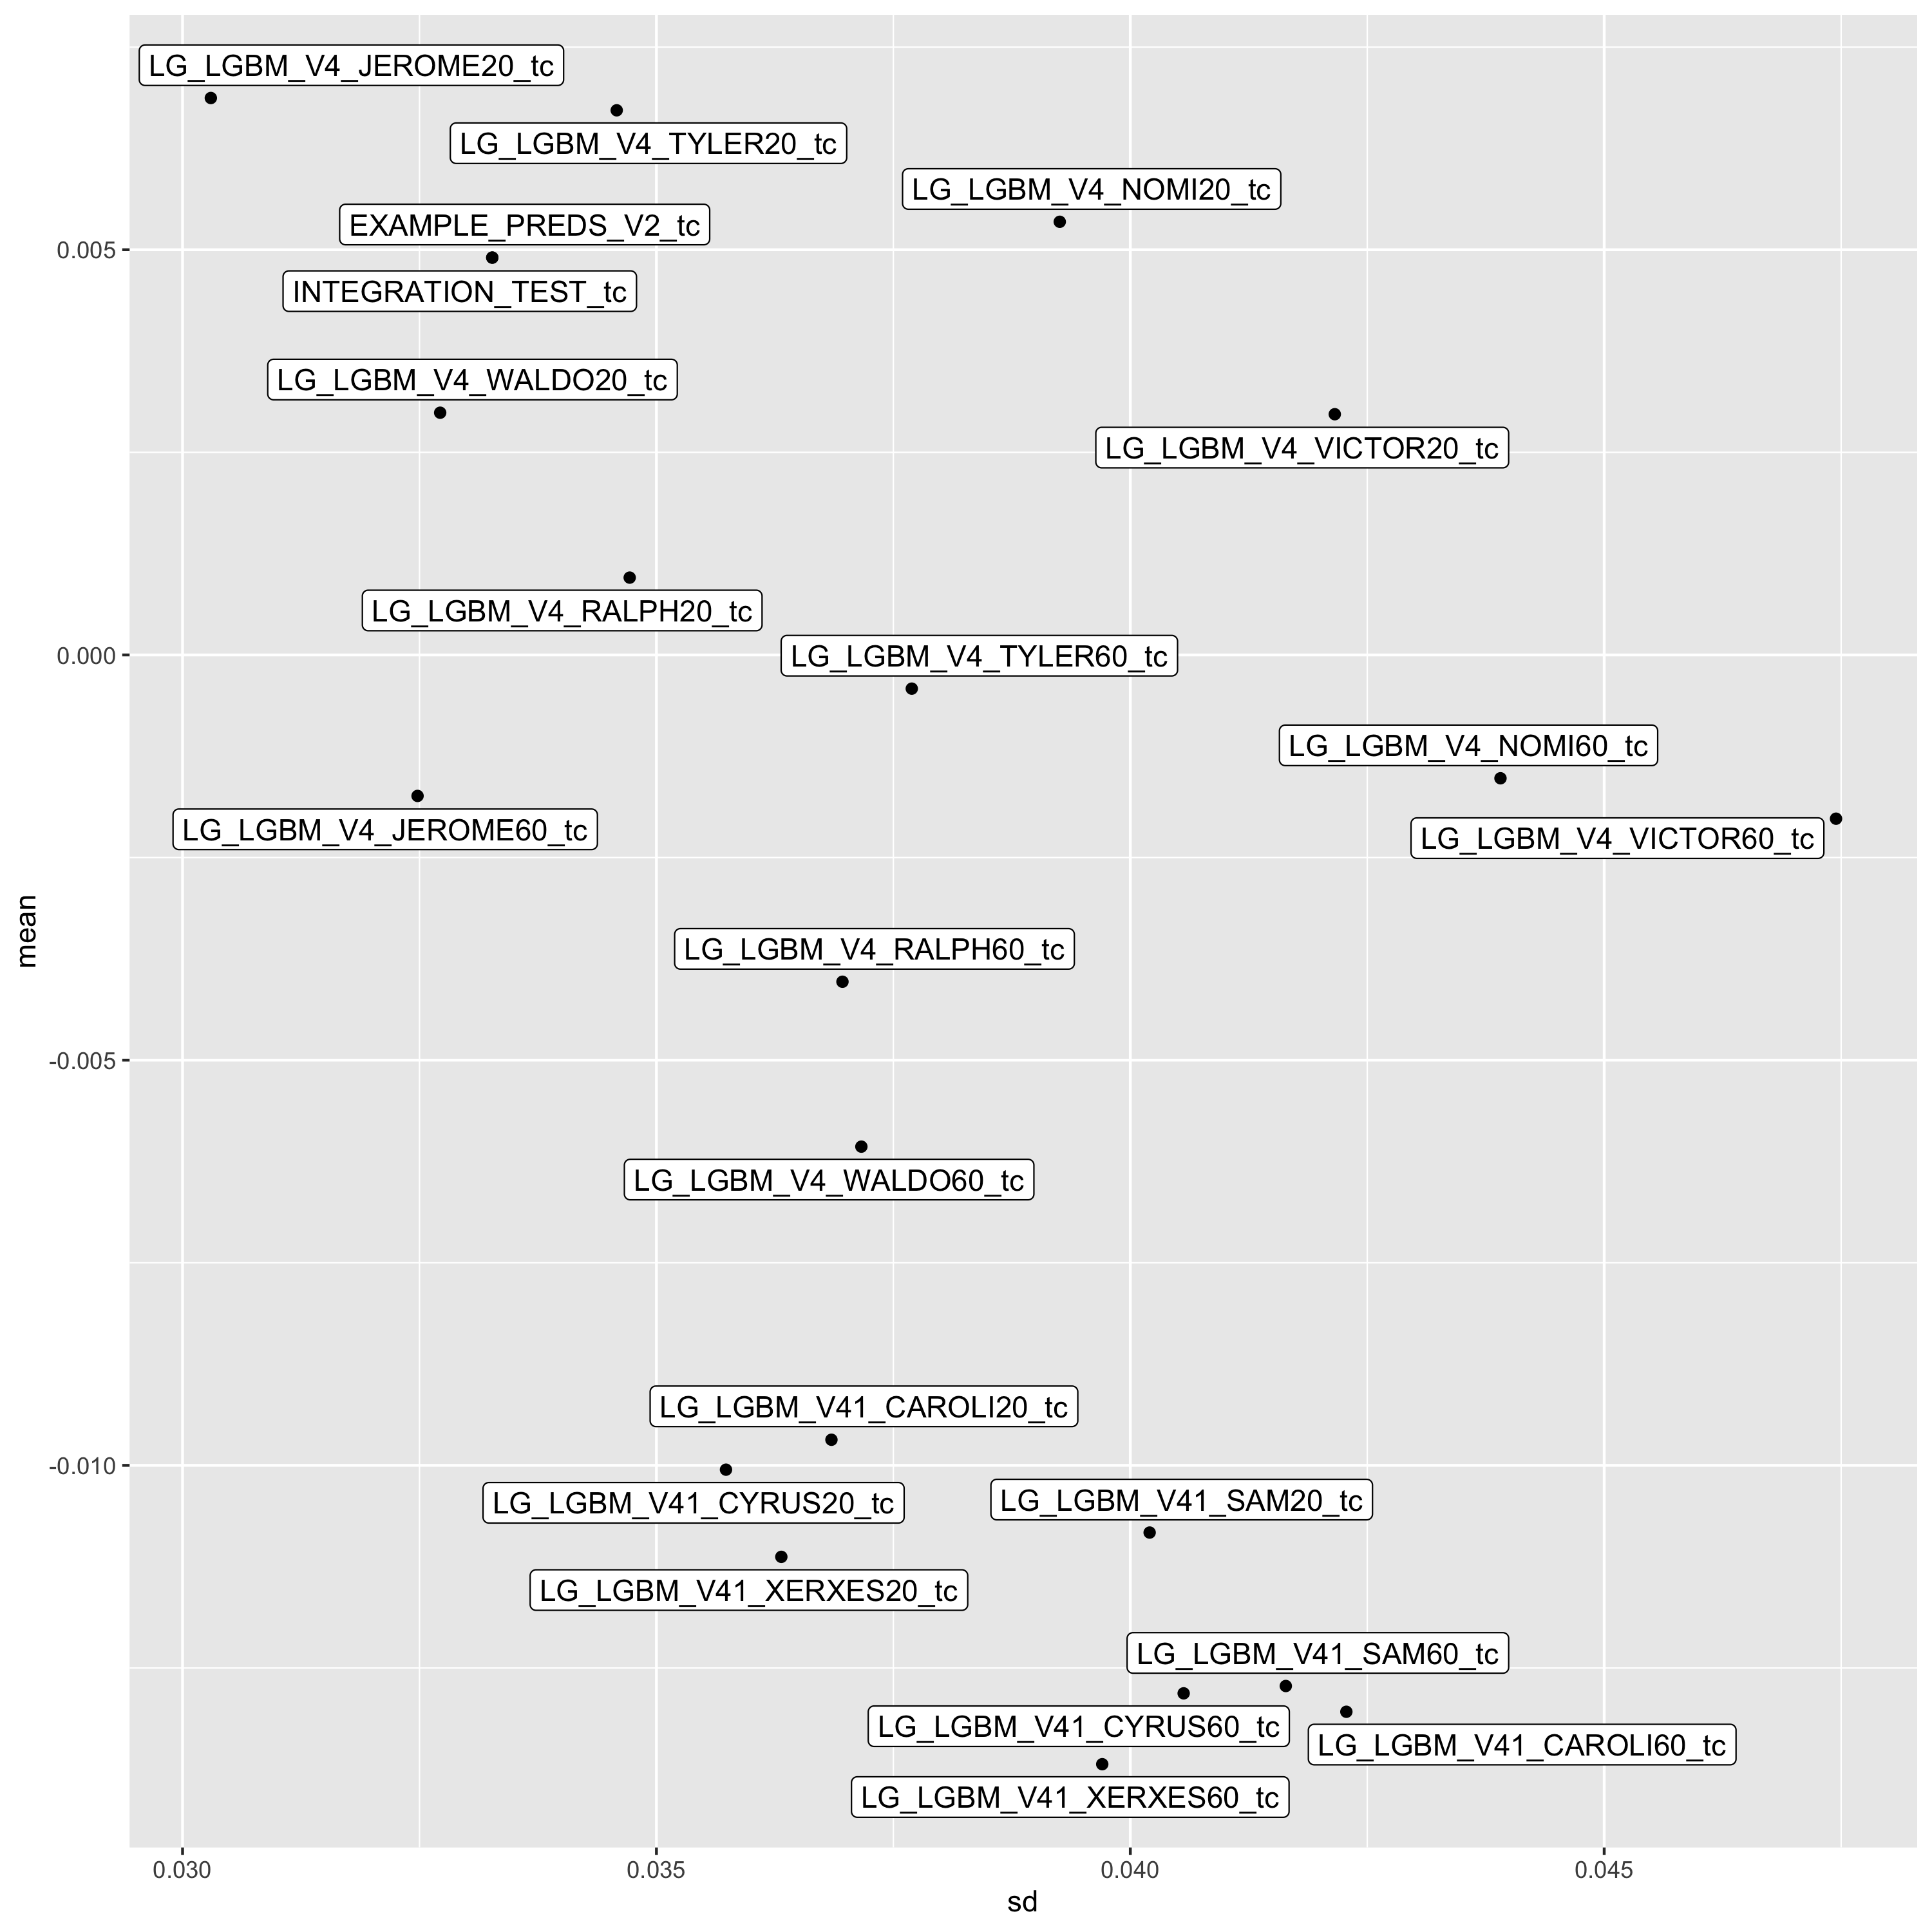 LG_LGBM_V4_JEROME20_tc
LG_LGBM_V4_TYLER20_tc
LG_LGBM_V4_NOMI20_tc
EXAMPLE_PREDS_V2_tc
0.005
INTEGRATION_TEST_tc
LG_LGBM_V4_WALDO20_tc
LG_LGBM_V4_VICTOR20_tc
LG_LGBM_V4_RALPH20_tc
0.000
LG_LGBM_V4_TYLER60_tc
LG_LGBM_V4_NOMI60_tc
LG_LGBM_V4_JEROME60_tc
LG_LGBM_V4_VICTOR60_tc
mean
LG_LGBM_V4_RALPH60_tc
-0.005
LG_LGBM_V4_WALDO60_tc
LG_LGBM_V41_CAROLI20_tc
-0.010
LG_LGBM_V41_CYRUS20_tc
LG_LGBM_V41_SAM20_tc
LG_LGBM_V41_XERXES20_tc
LG_LGBM_V41_SAM60_tc
LG_LGBM_V41_CYRUS60_tc
LG_LGBM_V41_CAROLI60_tc
LG_LGBM_V41_XERXES60_tc
0.030
0.035
0.040
0.045
sd